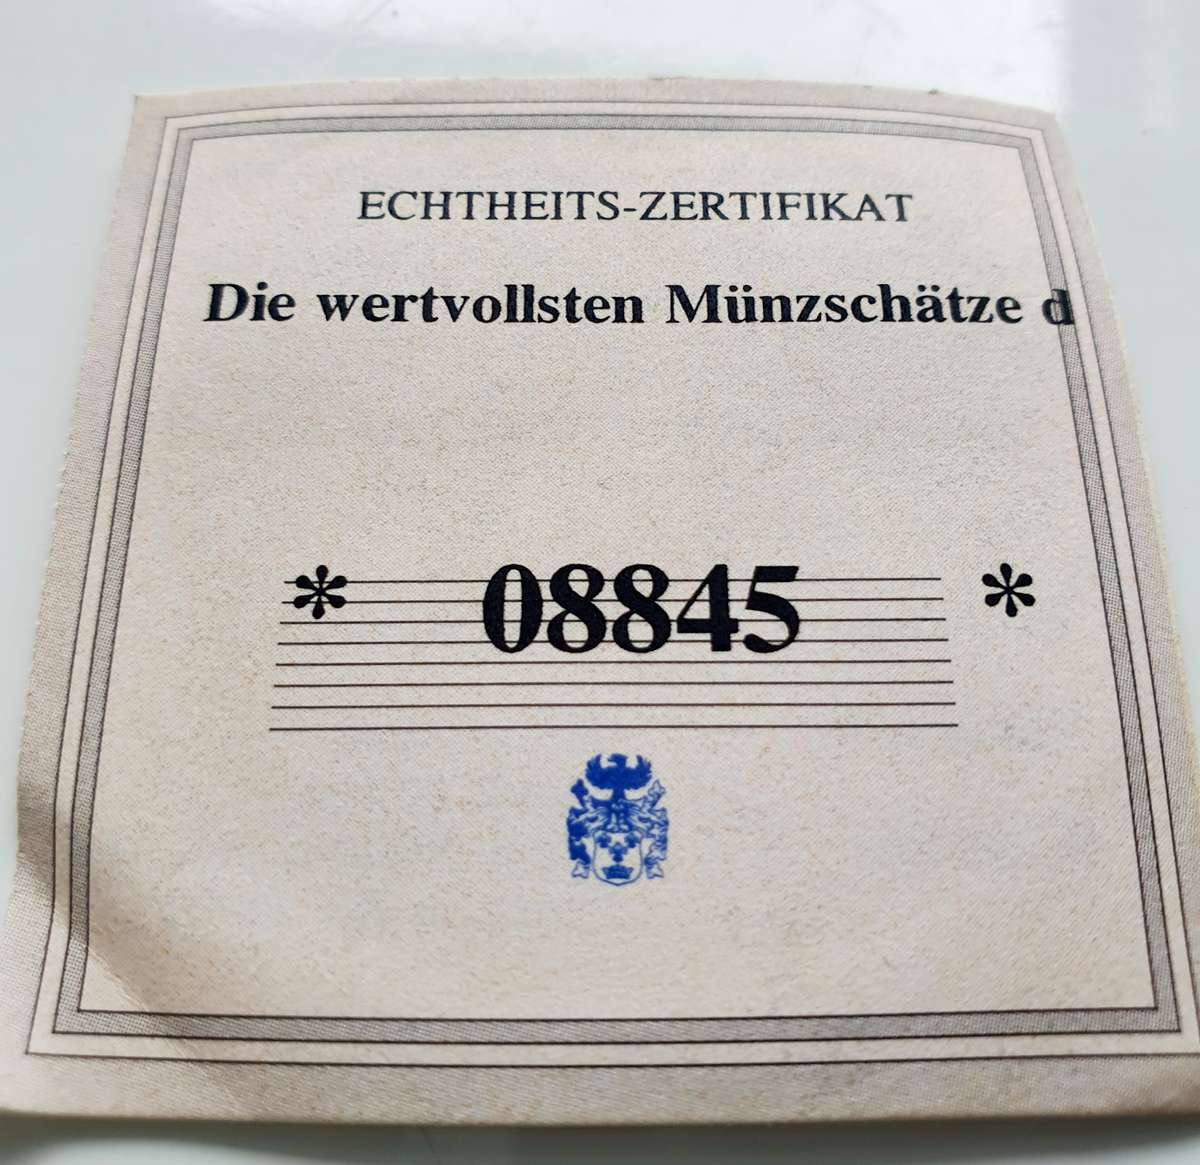 ECHTHEITS-ZERTIFIKAT
Die wertvollsten Münzschätze d
* 08845 *